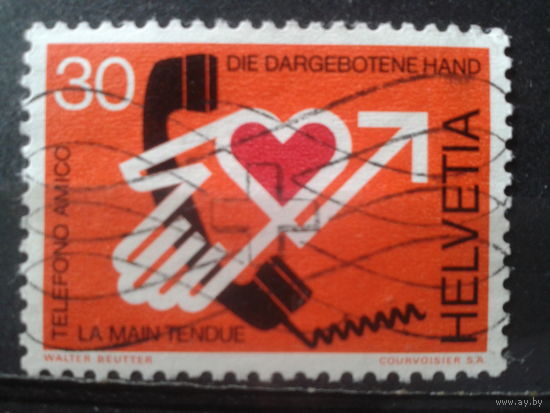 30
DIE DARGEBOTENE HAND
TELEFONO AMICO
HELVETIA
LA MAIN TENDUE
WALTER BEUTTER
COURVOISIER S.A.
www.ay.by